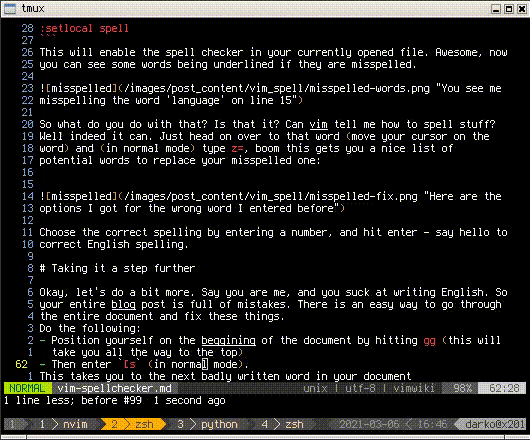 tmux
28 :setlocal spell
27 ```
26 This will enable the spell checker in your currently opened file. Awesome, now
25 you can see some words being underlined if they are misspelled.
24
23 ![misspelled](/images/post_content/vim_spell/misspelled-words.png "You see me
22 misspelling the word 'language' on line 15")
21
20 So what do you do with that? Is that it? Can vim tell me how to spell stuff?
19 Well indeed it can. Just head on over to that word (move your cursor on the
18 word) and (in normal mode) type z=, boom this gets you a nice list of
17 potential words to replace your misspelled one:
16
15
14 ![misspelled](/images/post_content/vim_spell/misspelled-fix.png "Here are the
13 options I got for the wrong word I entered before")
12
11 Choose the correct spelling by entering a number, and hit enter - say hello to
10 correct English spelling.
9
8 # Taking it a step further
7
6 Okay, let's do a bit more. Say you are me, and you suck at writing English. So
5 your entire blog post is full of mistakes. There is an easy way to go through
4 the entire document and fix these things.
3 Do the following:
2 - Position yourself on the beggining of the document by hitting gg (this will
1 take you all the way to the top)
62 - Then enter `[s` (in normal mode).
1 This takes you to the next badly written word in your document
NORMAL vim-spellchecker.md unix | utf-8 | vimwiki 98% 62:28
1 line less; before #99 1 second ago
1 1 > nvim 2 > zsh 3 > python 4 > zsh 2021-03-06 < 16:46 darko@x201